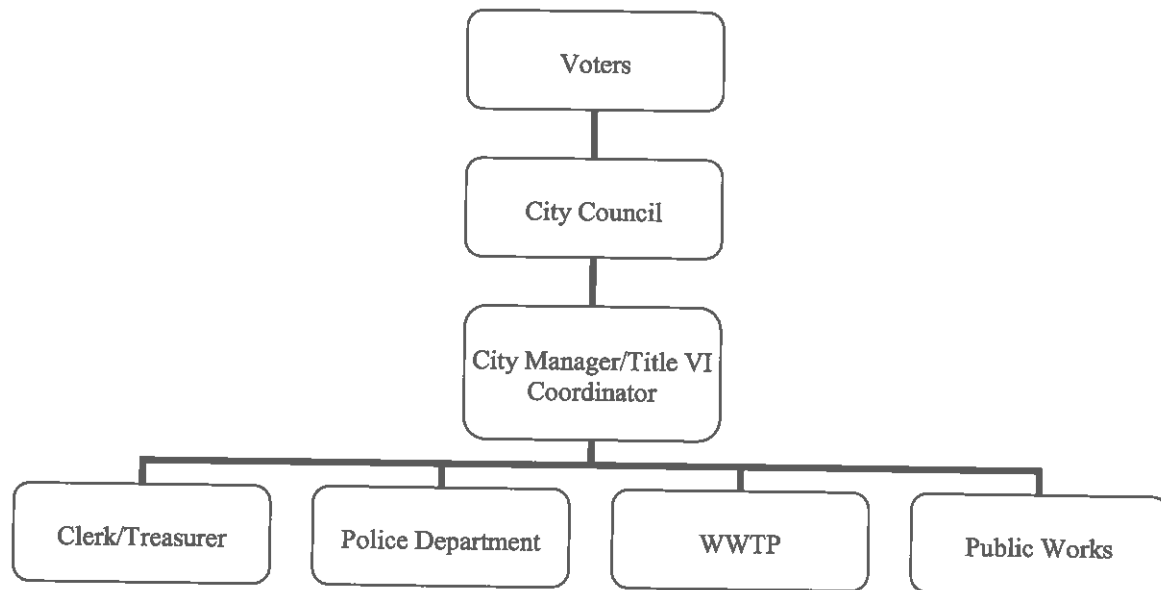 Voters
City Council
City Manager/Title VI
Coordinator
Clerk/Treasurer
Police Department
WWTP
Public Works